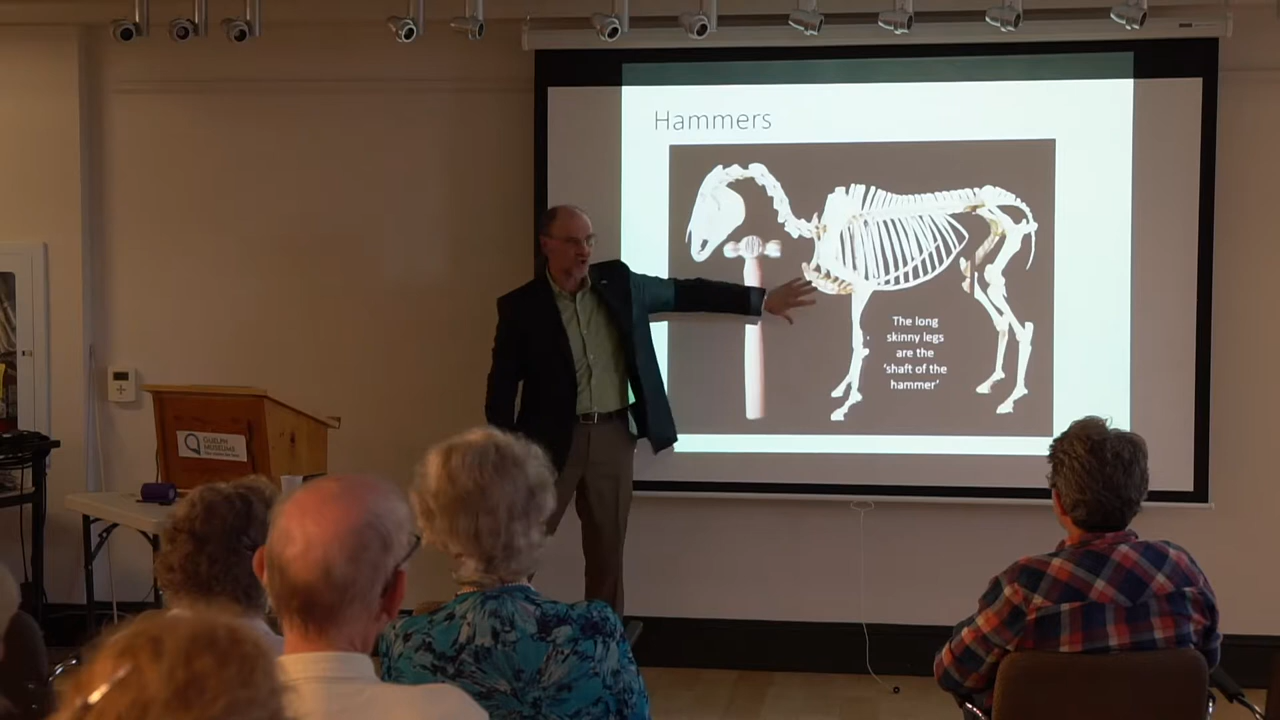 Hammers
The long
skinny legs
are the
‘shaft of the
hammer’
GUELPH
MUSEUMS